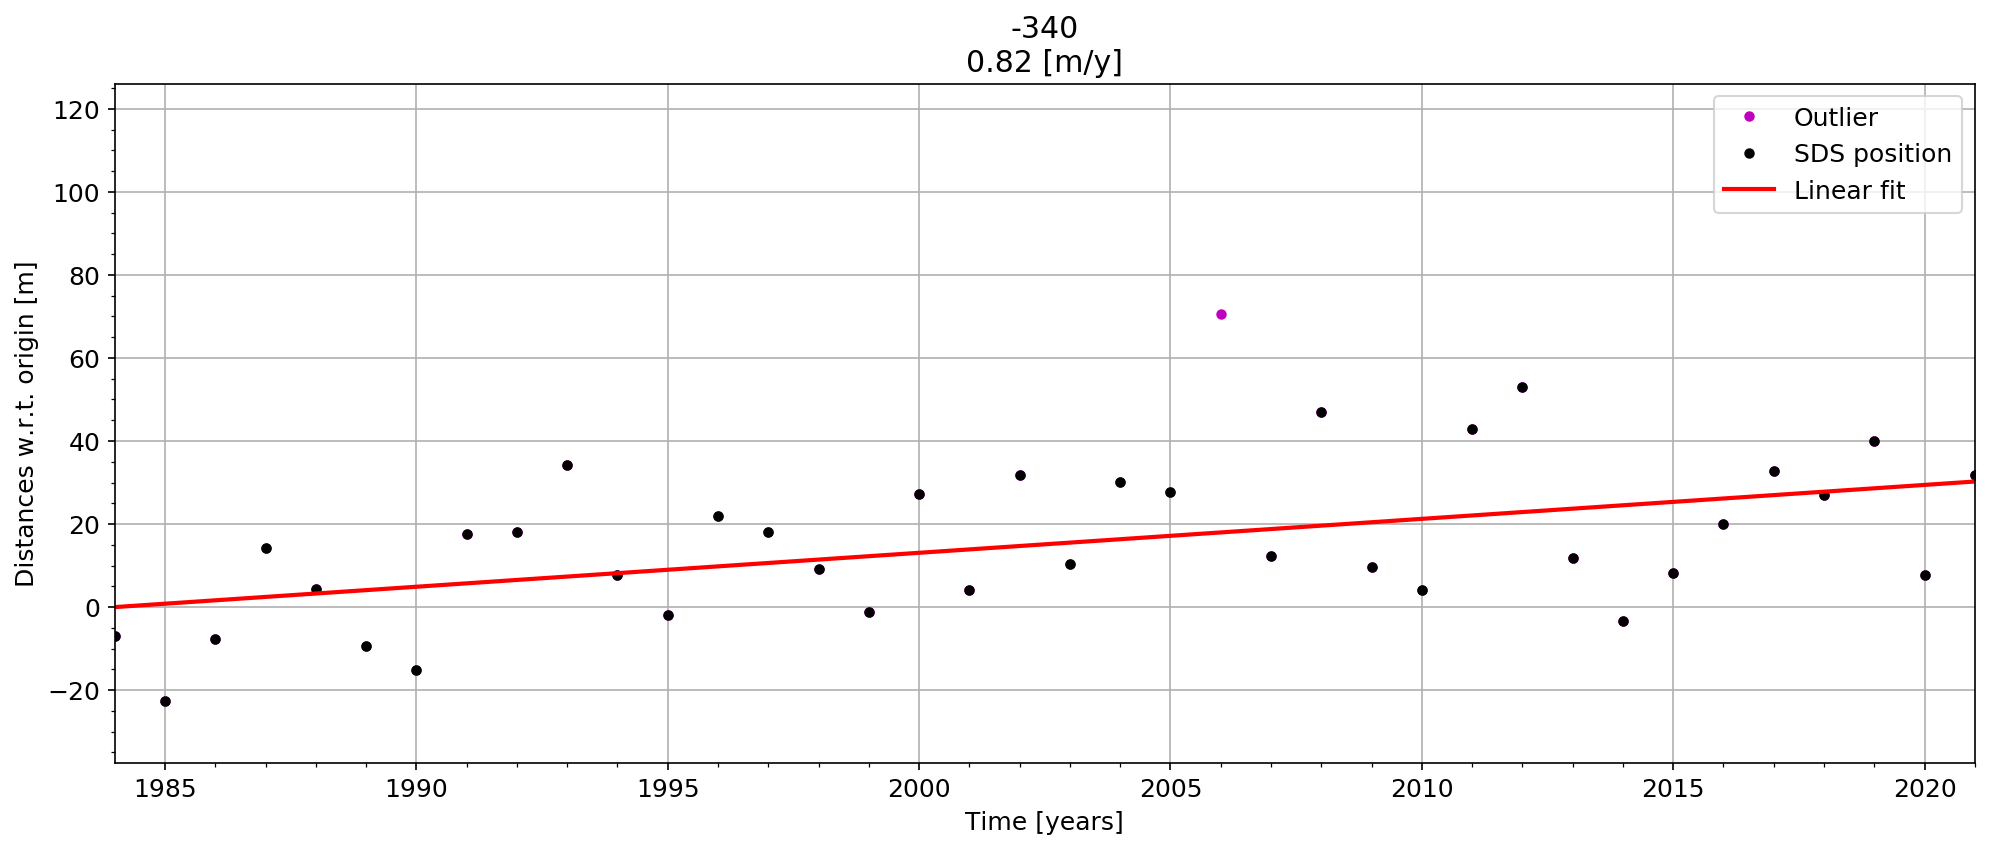 -340
0.82 [m/y]
Outlier
SDS position
Linear fit
Distances w.r.t. origin [m]
120
100
80
60
40
20
0
−20
1985 1990 1995 2000 2005 2010 2015 2020
Time [years]